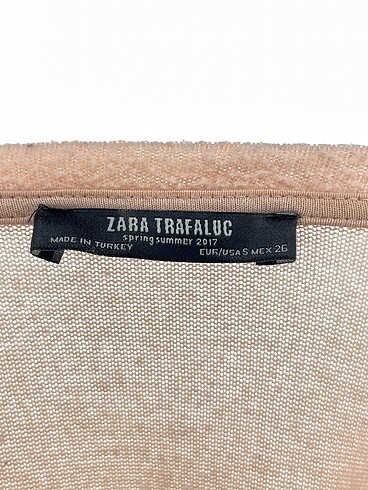 ZARA TRAFALUC
spring summer 2017
MADE IN TURKEY
EUR/USA S MEX 26